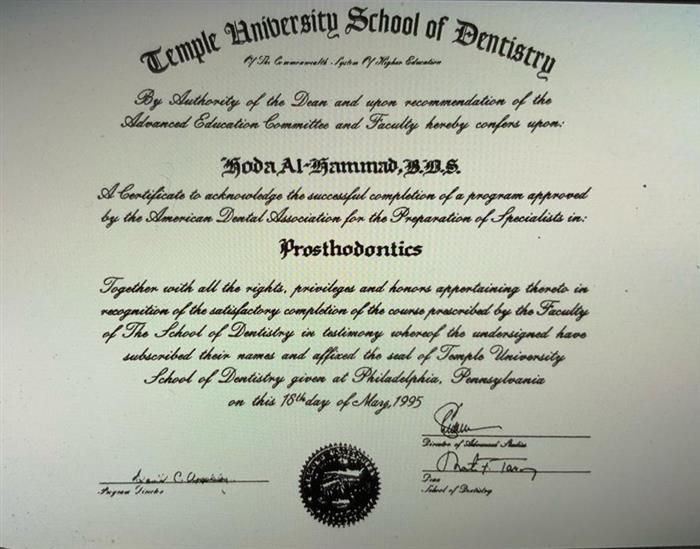 Temple University School of Dentistry
Of The Commonwealth System Of Higher Education
By Authority of the Dean and upon recommendation of the
Advanced Education Committee and Faculty hereby confers upon:
Hoda Al-Hammad, B.D.S.
A Certificate to acknowledge the successful completion of a program approved
by the American Dental Association for the Preparation of Specialists in:
Prosthodontics
Together with all the rights, privileges and honors appertaining thereto in
recognition of the satisfactory completion of the course prescribed by the Faculty
of The School of Dentistry in testimony whereof the undersigned have
subscribed their names and affixed the seal of Temple University
School of Dentistry given at Philadelphia, Pennsylvania
on this 18th day of May, 1995
Director of Advanced Studies
Program Director
Dean
School of Dentistry